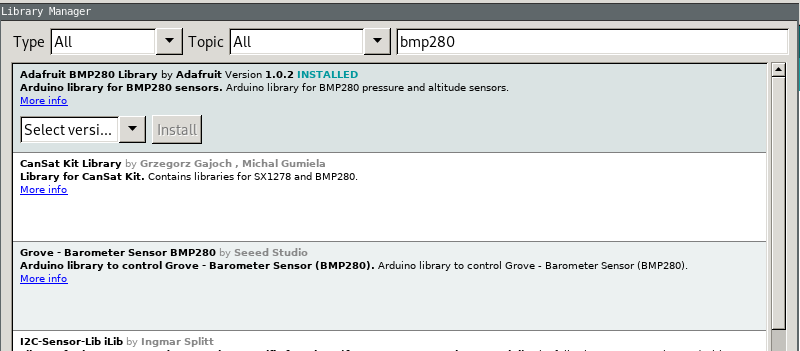 Library Manager
Type All Topic All bmp280
Adafruit BMP280 Library by Adafruit Version 1.0.2 INSTALLED
Arduino library for BMP280 sensors. Arduino library for BMP280 pressure and altitude sensors.
More info
Select versi... Install
CanSat Kit Library by Grzegorz Gajoch , Michal Gumiela
Library for CanSat Kit. Contains libraries for SX1278 and BMP280.
More info
Grove - Barometer Sensor BMP280 by Seeed Studio
Arduino library to control Grove - Barometer Sensor (BMP280). Arduino library to control Grove - Barometer Sensor (BMP280).
More info
I2C-Sensor-Lib iLib by Ingmar Splitt